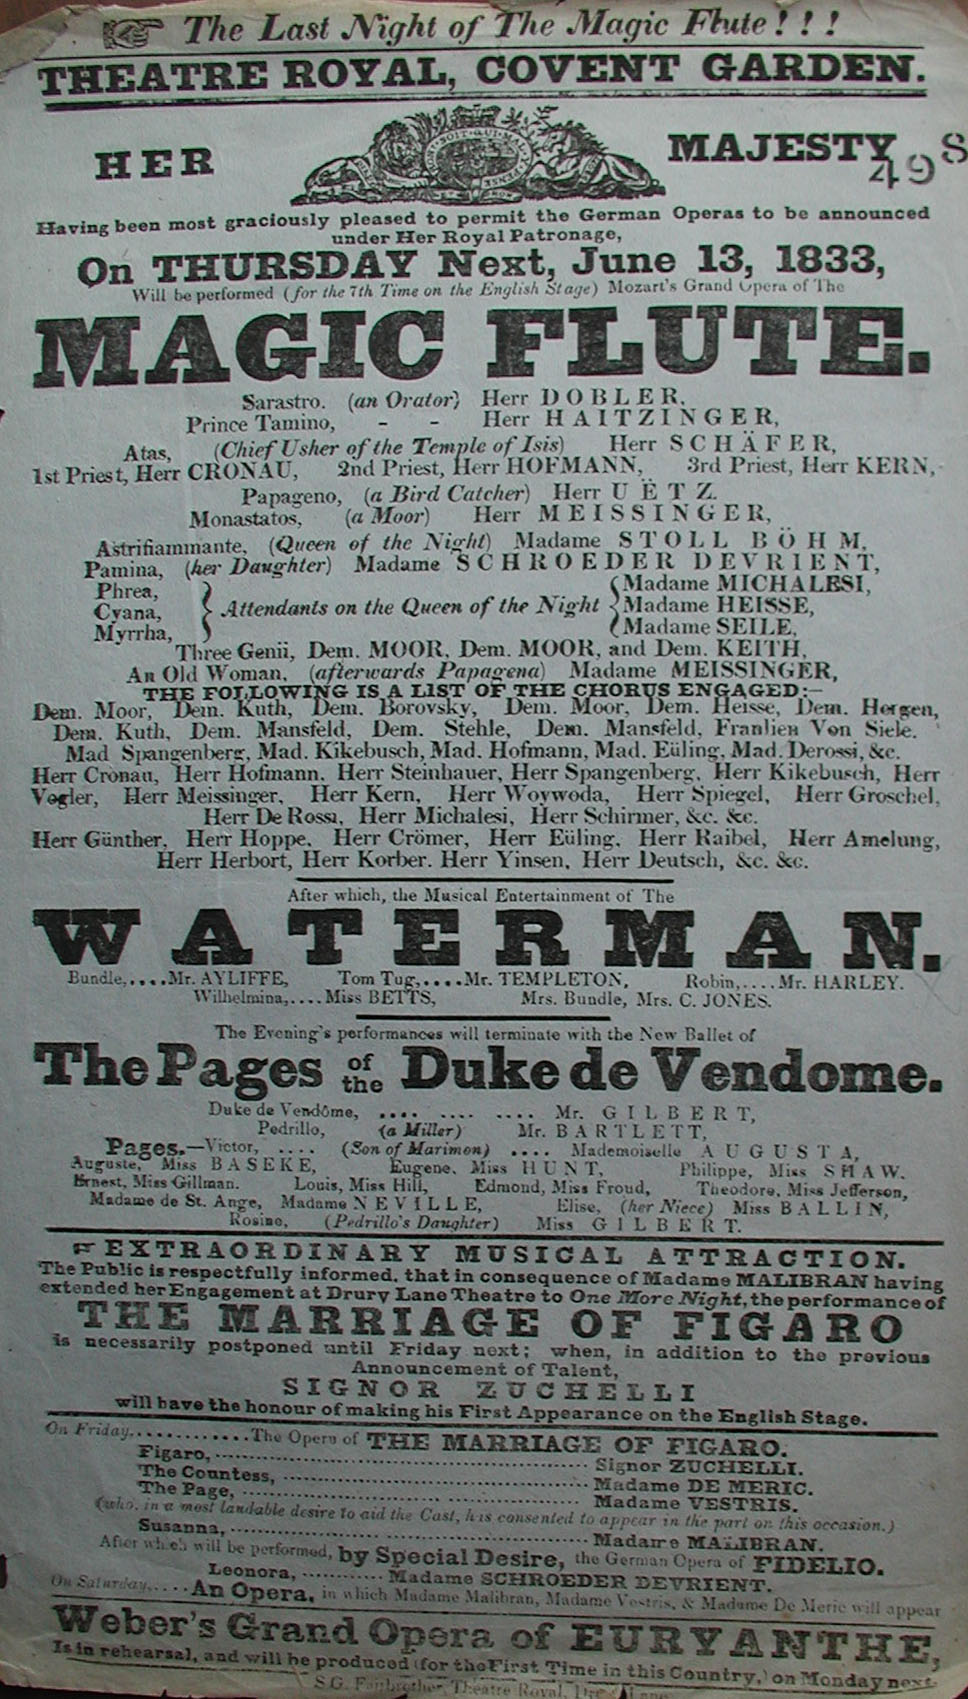 The Last Night of The Magic Flute ! ! !
THEATRE ROYAL, COVENT GARDEN.
HER MAJESTY
498
Having been most graciously pleased to permit the German Operas to be announced
under Her Royal Patronage,
On THURSDAY Next, June 13, 1833,
Will be performed (for the 7th Time on the English Stage) Mozart's Grand Opera of The
MAGIC FLUTE.
Sarastro. (an Orator) Herr DOBLER,
Prince Tamino, - - Herr HAITZINGER,
Atas, (Chief Usher of the Temple of Isis) Herr SCHÄFER,
1st Priest, Herr CRONAU, 2nd Priest, Herr HOFMANN, 3rd Priest, Herr KERN,
Papageno, (a Bird Catcher) Herr UËTZ.
Monastatos, (a Moor) Herr MEISSINGER,
Astrifiammante, (Queen of the Night) Madame STOLL BÖHM,
Pamina, (her Daughter) Madame SCHROEDER DEVRIENT,
Phrea, Madame MICHALESI,
Cyana, } Attendants on the Queen of the Night { Madame HEISSE,
Myrrha, Madame SEILE,
Three Genii, Dem. MOOR, Dem. MOOR, and Dem. KEITH,
An Old Woman, (afterwards Papagena) Madame MEISSINGER,
THE FOLLOWING IS A LIST OF THE CHORUS ENGAGED:—
Dem. Moor, Dem. Kuth, Dem. Borovsky, Dem. Moor, Dem. Heisse, Dem. Hergen,
Dem. Kuth, Dem. Mansfeld, Dem. Stehle, Dem. Mansfeld, Franlien Von Siele.
Mad Spangenberg, Mad. Kikebusch, Mad. Hofmann, Mad. Eüling, Mad. Derossi, &c.
Herr Cronau, Herr Hofmann, Herr Steinhauer, Herr Spangenberg, Herr Kikebusch, Herr
Vogler, Herr Meissinger, Herr Kern, Herr Woywoda, Herr Spiegel, Herr Groschel,
Herr De Rossi, Herr Michalesi, Herr Schirmer, &c. &c.
Herr Günther, Herr Hoppe, Herr Crömer, Herr Eüling, Herr Raibel, Herr Amelung,
Herr Herbort, Herr Korber. Herr Yinsen, Herr Deutsch, &c. &c.
After which, the Musical Entertainment of The
WATERMAN.
Bundle,....Mr. AYLIFFE, Tom Tug,....Mr. TEMPLETON, Robin,....Mr. HARLEY.
Wilhelmina,....Miss BETTS, Mrs. Bundle, Mrs. C. JONES.
The Evening's performances will terminate with the New Ballet of
The Pages of the Duke de Vendome.
Duke de Vendôme, .... .... .... Mr. GILBERT,
Pedrillo, (a Miller) Mr. BARTLETT,
Pages.—Victor, .... (Son of Marimon) .... Mademoiselle AUGUSTA,
Auguste, Miss BASEKE, Eugene, Miss HUNT, Philippe, Miss SHAW.
Ernest, Miss Gillman. Louis, Miss Hill, Edmond, Miss Froud, Theodore, Miss Jefferson,
Madame de St. Ange, Madame NEVILLE, Elise, (her Niece) Miss BALLIN,
Rosine, (Pedrillo's Daughter) Miss GILBERT.
EXTRAORDINARY MUSICAL ATTRACTION.
The Public is respectfully informed, that in consequence of Madame MALIBRAN having
extended her Engagement at Drury Lane Theatre to One More Night, the performance of
THE MARRIAGE OF FIGARO
is necessarily postponed until Friday next; when, in addition to the previous
Announcement of Talent,
SIGNOR ZUCHELLI
will have the honour of making his First Appearance on the English Stage.
On Friday,............The Opera of THE MARRIAGE OF FIGARO.
Figaro, ........ Signor ZUCHELLI.
The Countess, ........ Madame DE MERIC.
The Page, ........ Madame VESTRIS.
(who, in a most laudable desire to aid the Cast, has consented to appear in the part on this occasion.)
Susanna, ........ Madame MALIBRAN.
After which will be performed, by Special Desire, the German Opera of FIDELIO.
Leonora, ........ Madame SCHROEDER DEVRIENT.
On Saturday,....An Opera, in which Madame Malibran, Madame Vestris, & Madame De Meric will appear
Weber's Grand Opera of EURYANTHE,
Is in rehearsal, and will be produced (for the First Time in this Country,) on Monday next.
S.G. Fairbrother, Theatre Royal,